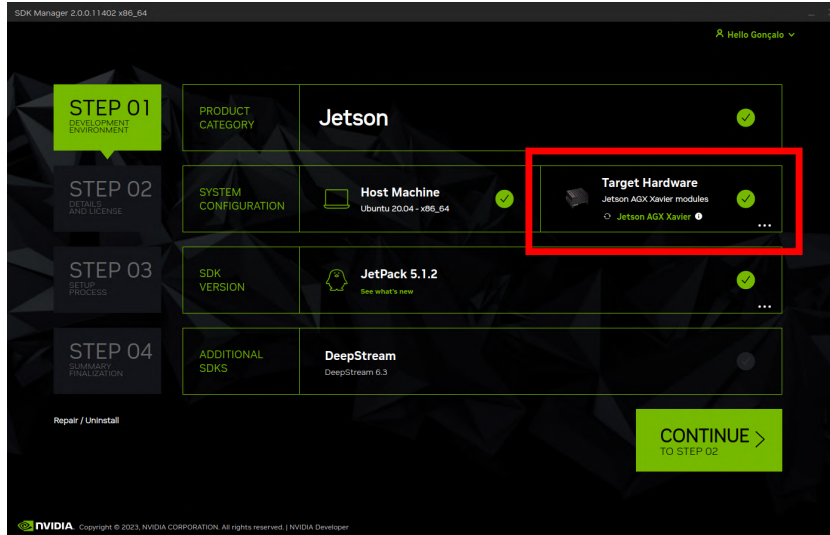 SDK Manager 2.0.0.11402 x86_64
Hello Gonçalo
STEP 01
DEVELOPMENT
ENVIRONMENT
PRODUCT
CATEGORY
Jetson
STEP 02
DETAILS
AND LICENSE
SYSTEM
CONFIGURATION
Host Machine
Ubuntu 20.04 - x86_64
Target Hardware
Jetson AGX Xavier modules
Jetson AGX Xavier
...
STEP 03
SETUP
PROCESS
SDK
VERSION
JetPack 5.1.2
See what's new
...
STEP 04
SUMMARY
FINALIZATION
ADDITIONAL
SDKS
DeepStream
DeepStream 6.3
Repair / Uninstall
CONTINUE >
TO STEP 02
NVIDIA. Copyright © 2023, NVIDIA CORPORATION. All rights reserved. | NVIDIA Developer